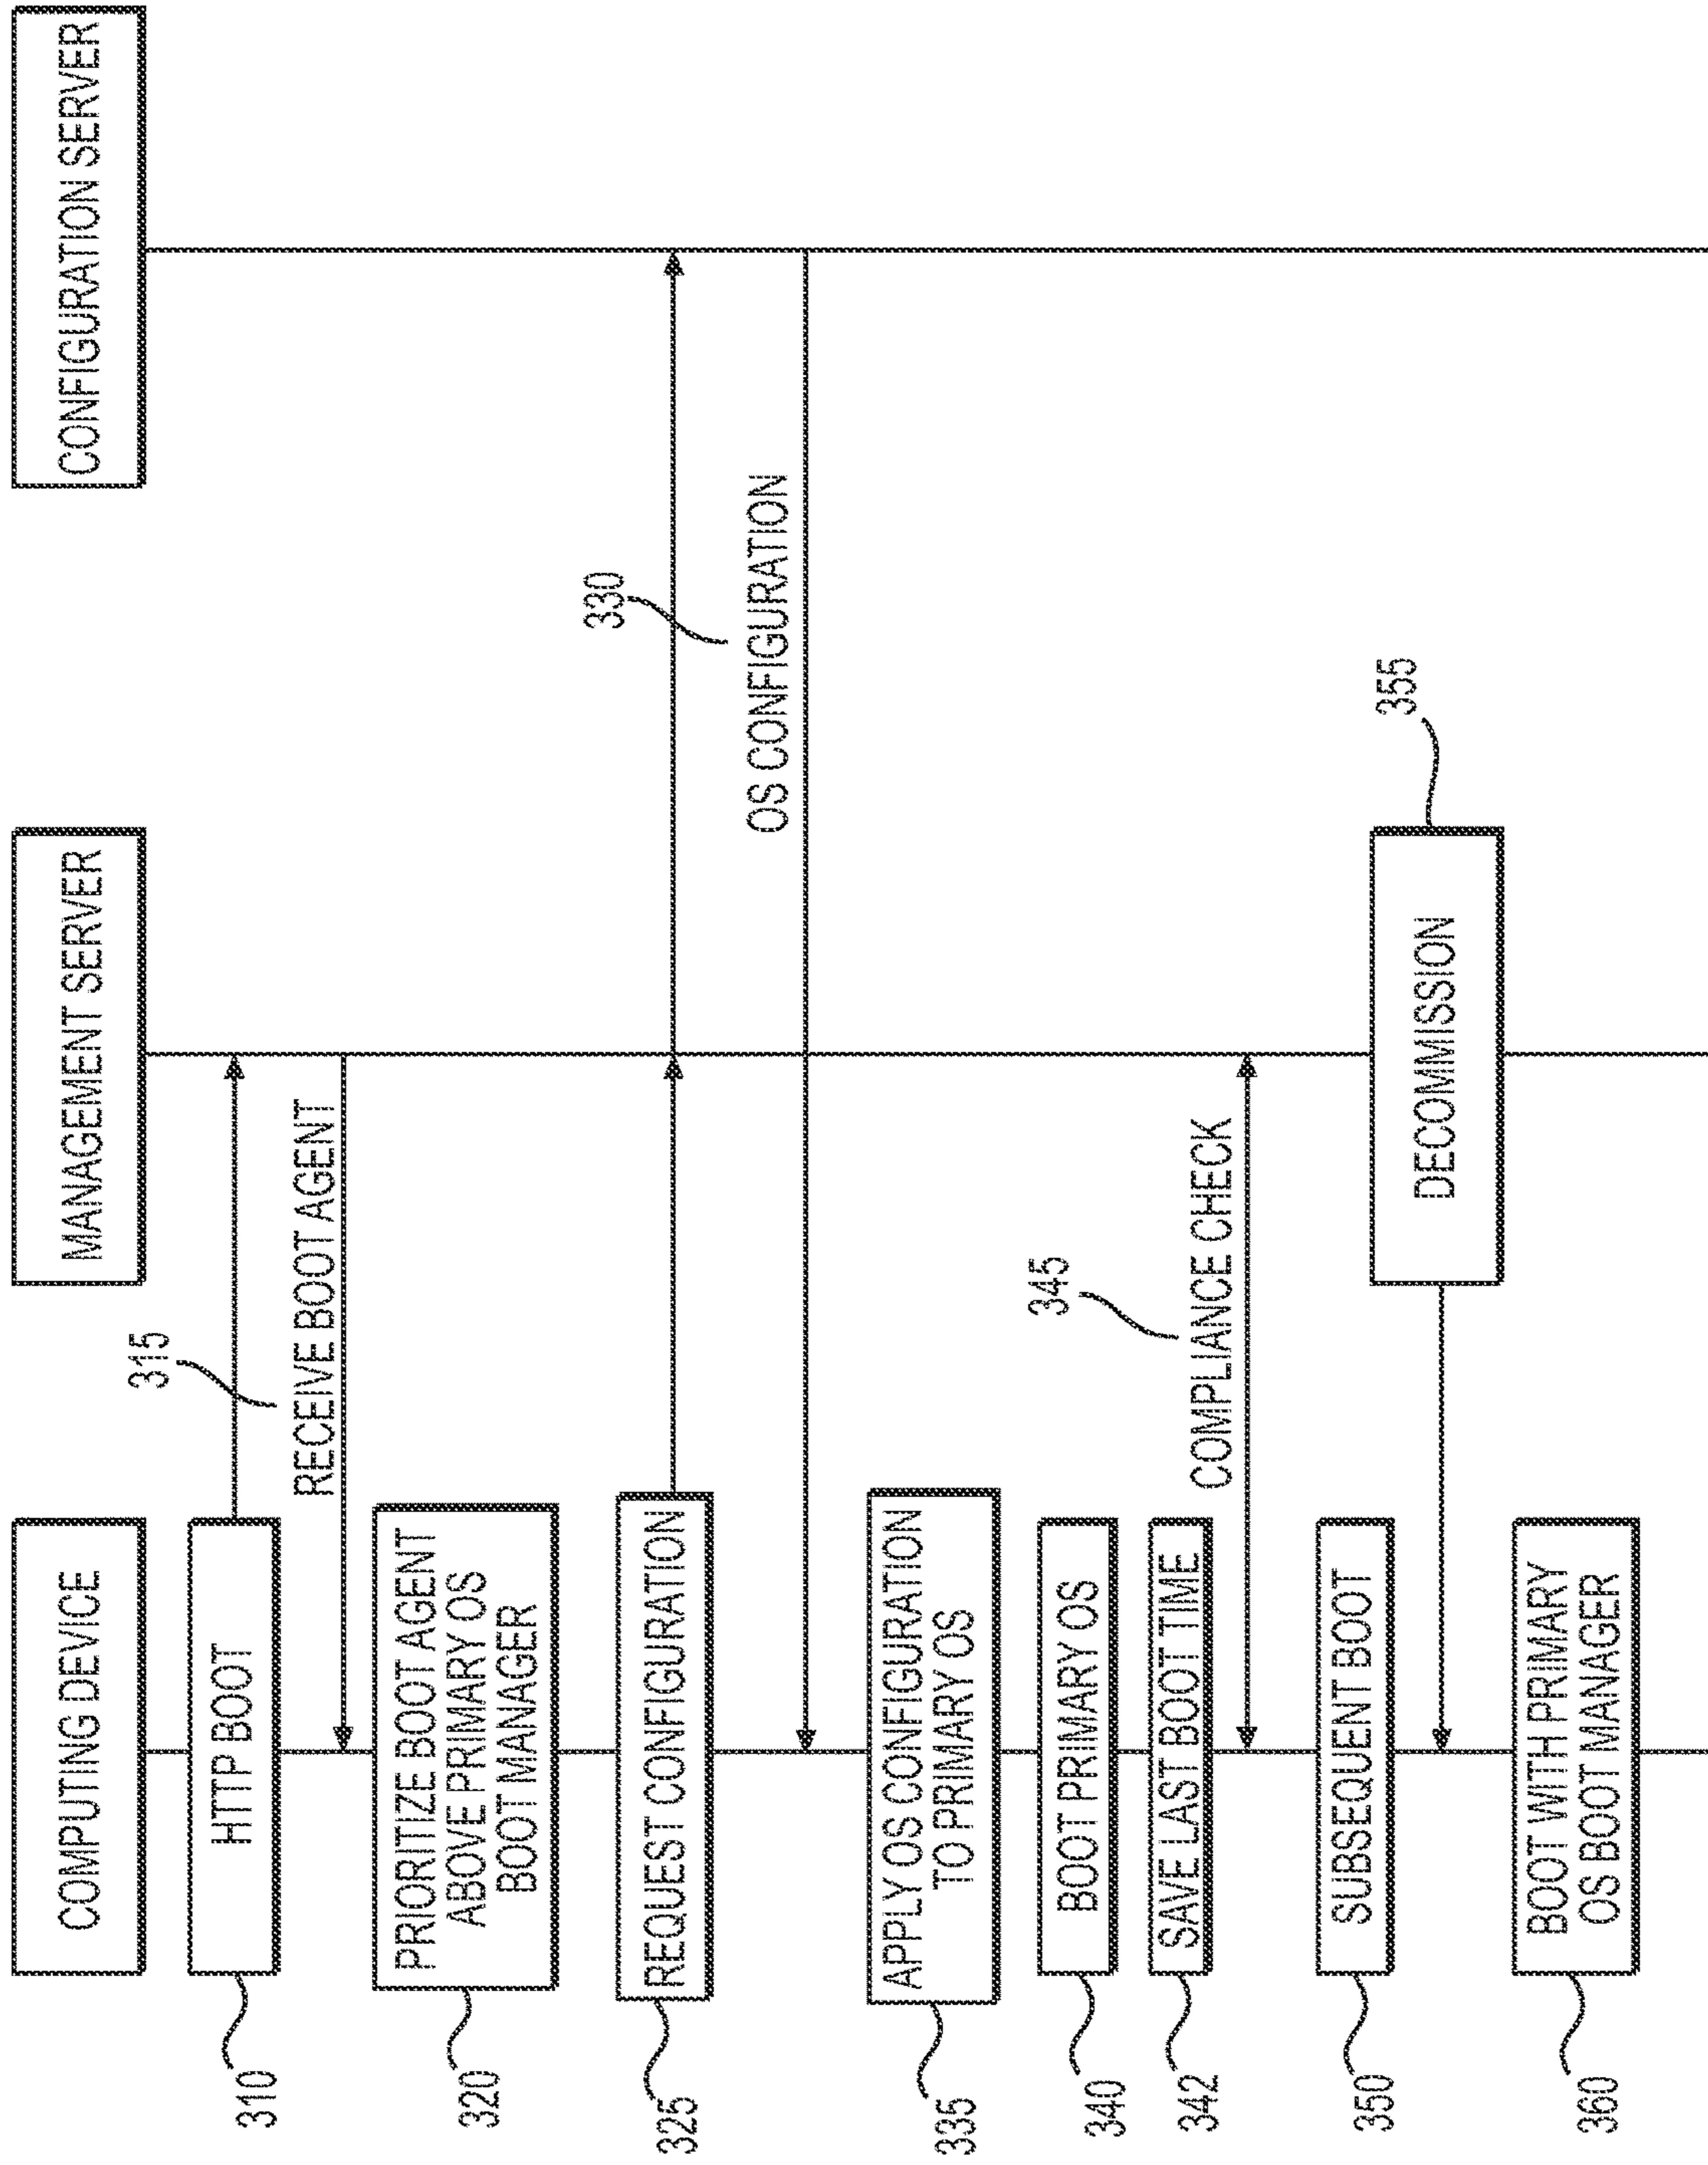 COMPUTING DEVICE
MANAGEMENT SERVER
CONFIGURATION SERVER
310
HTTP BOOT
315
RECEIVE BOOT AGENT
320
PRIORITIZE BOOT AGENT
ABOVE PRIMARY OS
BOOT MANAGER
325
REQUEST CONFIGURATION
330
OS CONFIGURATION
335
APPLY OS CONFIGURATION
TO PRIMARY OS
340
BOOT PRIMARY OS
342
SAVE LAST BOOT TIME
345
COMPLIANCE CHECK
350
SUBSEQUENT BOOT
355
DECOMMISSION
360
BOOT WITH PRIMARY
OS BOOT MANAGER